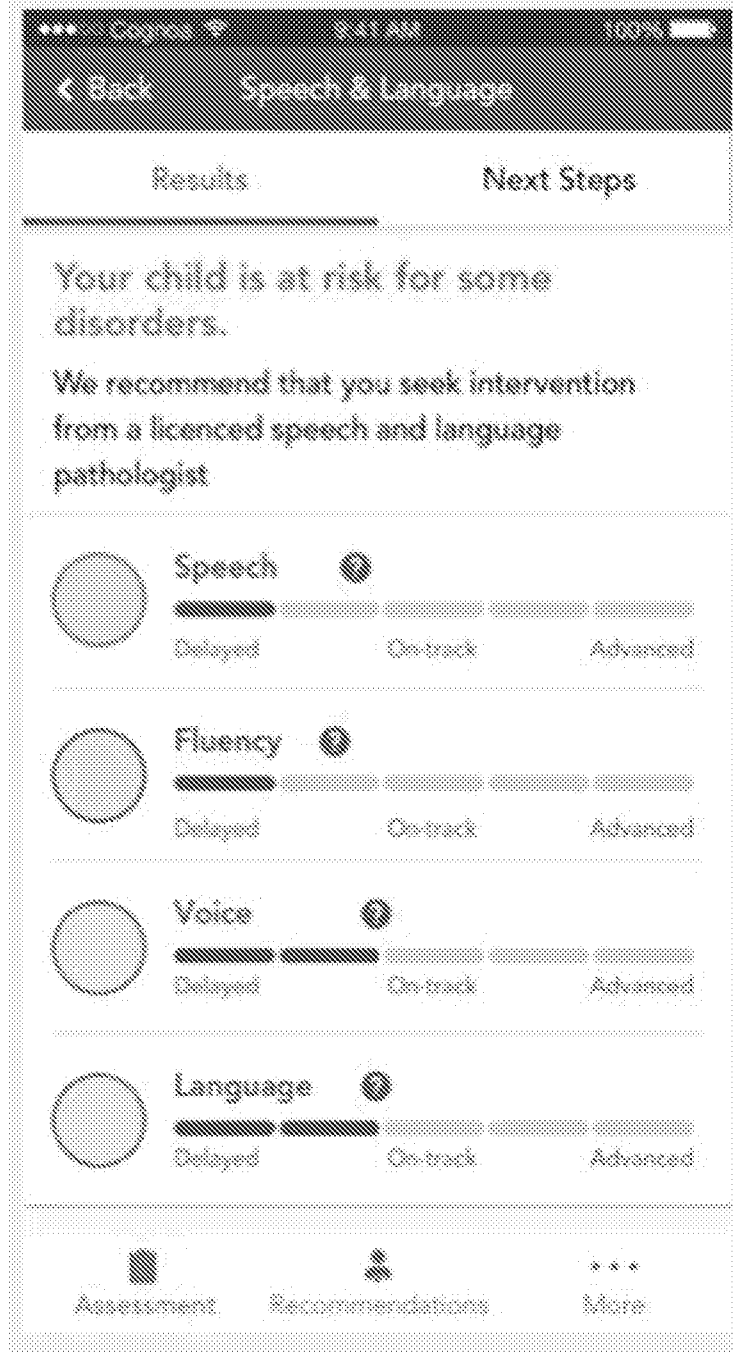 Cognoa 9:41 AM 100%
Back Speech & Language
Results Next Steps
Your child is at risk for some
disorders.
We recommend that you seek intervention
from a licenced speech and language
pathologist
Speech ?
Delayed On-track Advanced
Fluency ?
Delayed On-track Advanced
Voice ?
Delayed On-track Advanced
Language ?
Delayed On-track Advanced
Assessment Recommendations More